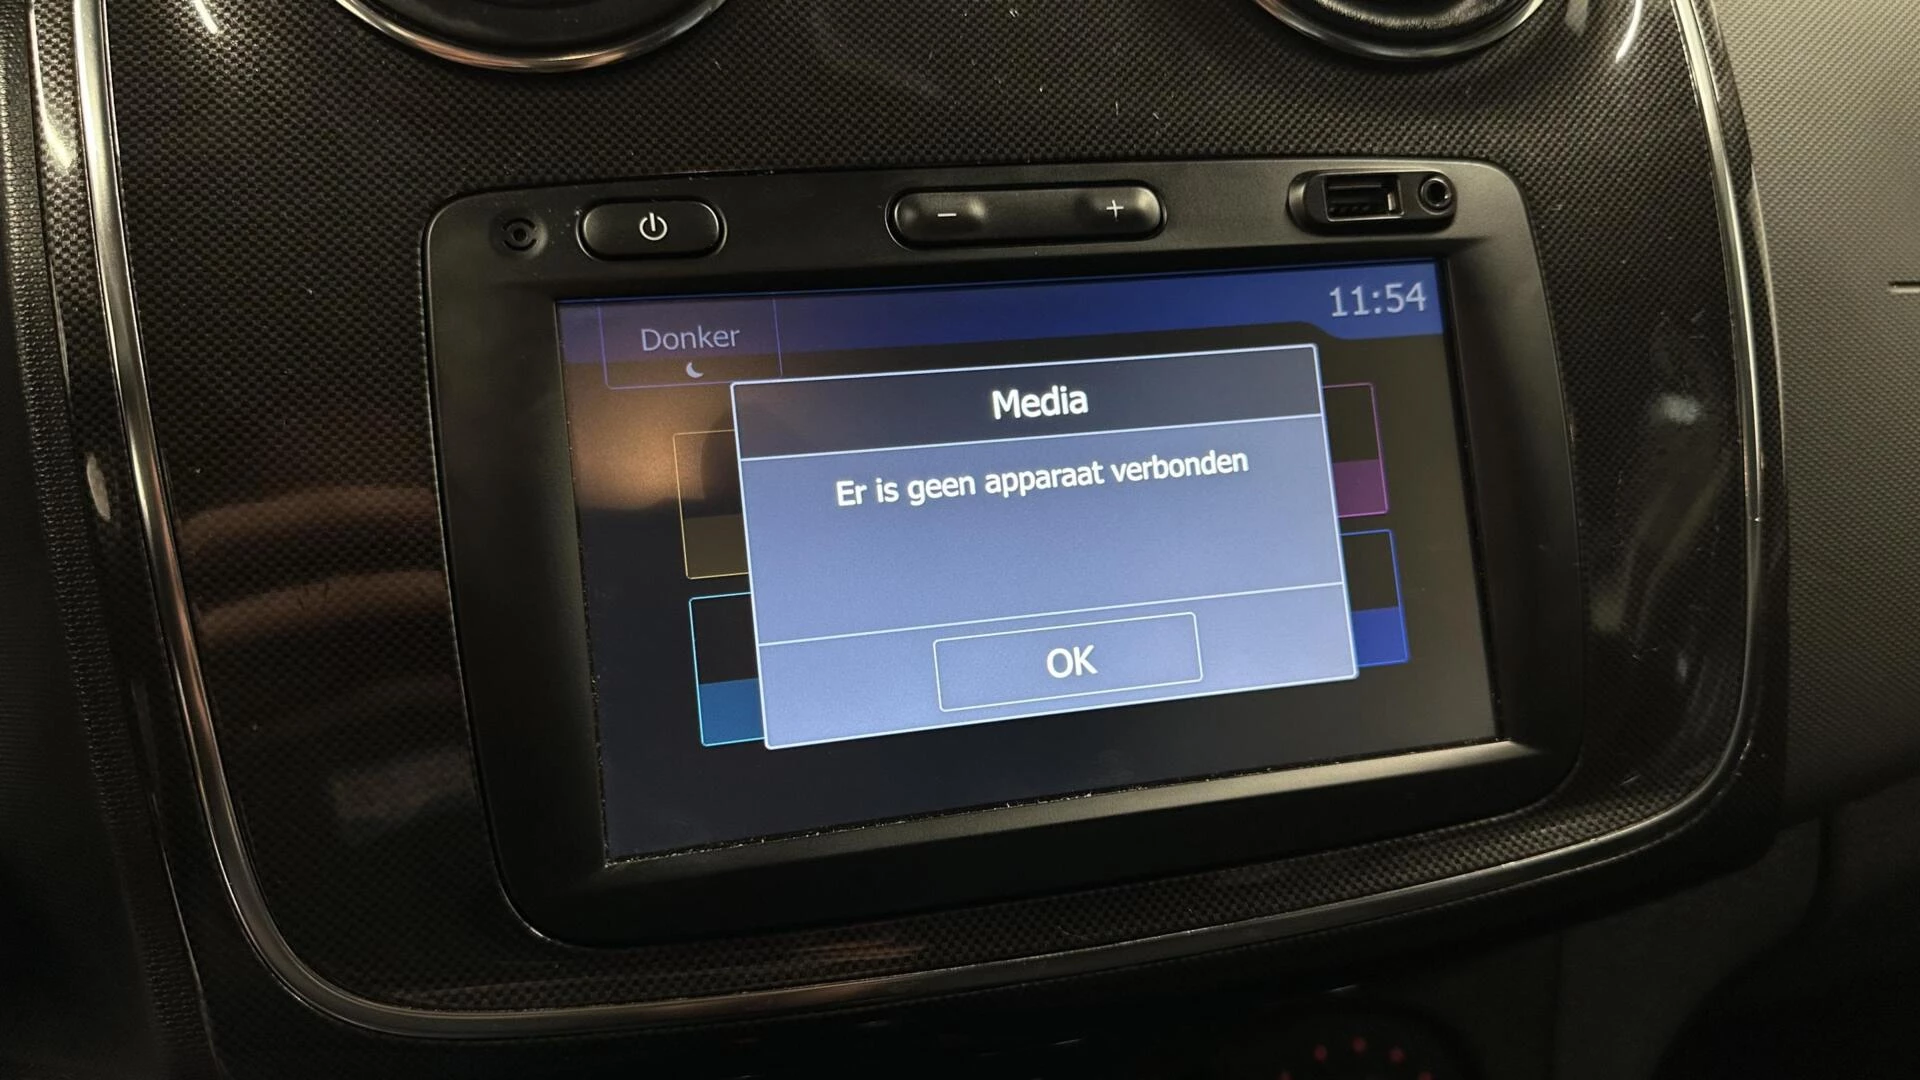 − +
11:54
Donker
Media
Er is geen apparaat verbonden
OK